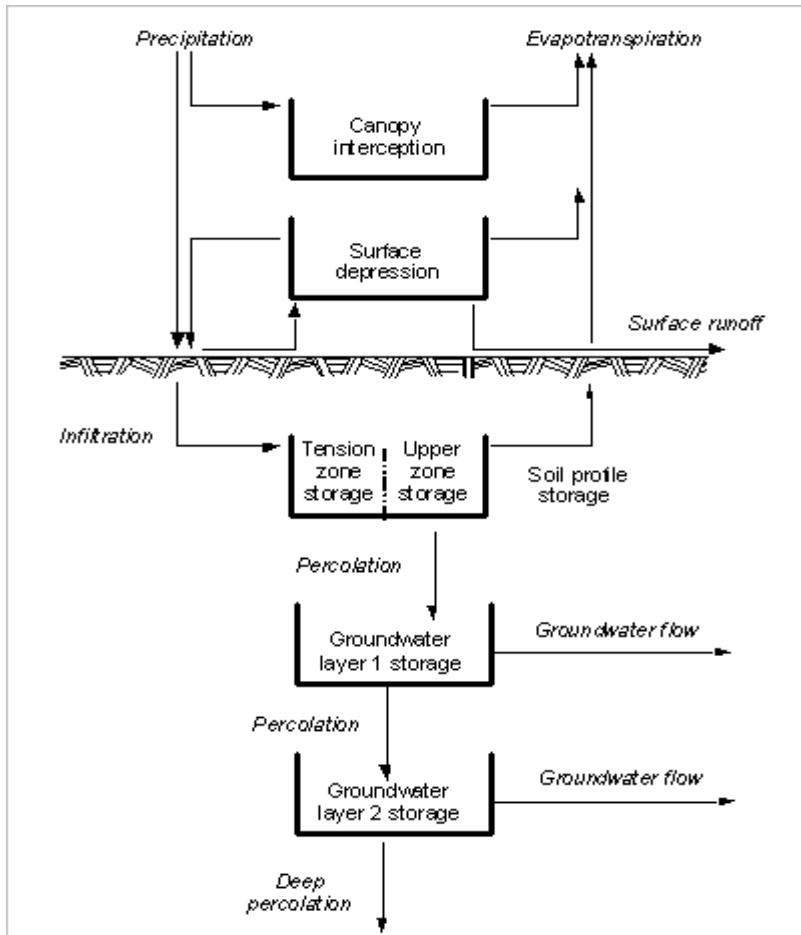 Precipitation
Evapotranspiration
Canopy
interception
Surface
depression
Surface runoff
Infiltration
Tension
zone
storage
Upper
zone
storage
Soil profile
storage
Percolation
Groundwater
layer 1 storage
Groundwater flow
Percolation
Groundwater
layer 2 storage
Groundwater flow
Deep
percolation